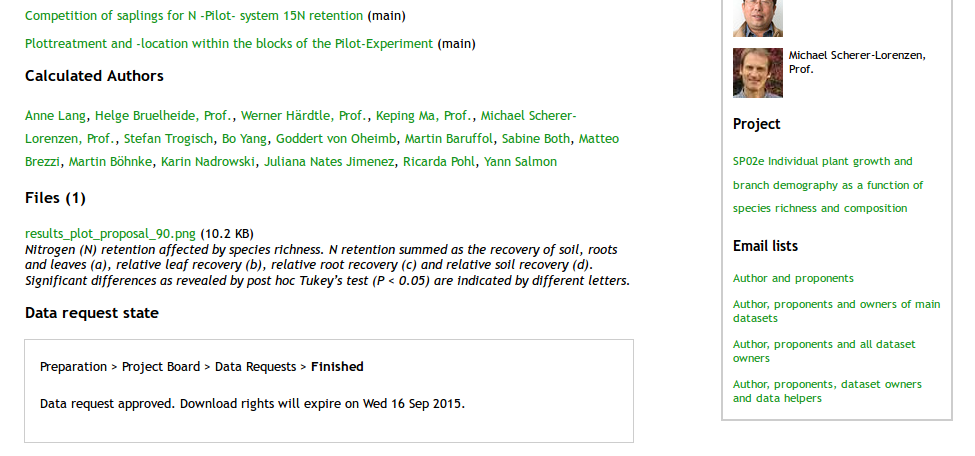 Competition of saplings for N -Pilot- system 15N retention (main)
Plottreatment and -location within the blocks of the Pilot-Experiment (main)
Calculated Authors
Anne Lang, Helge Bruelheide, Prof., Werner Härdtle, Prof., Keping Ma, Prof., Michael Scherer-
Lorenzen, Prof., Stefan Trogisch, Bo Yang, Goddert von Oheimb, Martin Baruffol, Sabine Both, Matteo
Brezzi, Martin Böhnke, Karin Nadrowski, Juliana Nates Jimenez, Ricarda Pohl, Yann Salmon
Files (1)
results_plot_proposal_90.png (10.2 KB)
Nitrogen (N) retention affected by species richness. N retention summed as the recovery of soil, roots
and leaves (a), relative leaf recovery (b), relative root recovery (c) and relative soil recovery (d).
Significant differences as revealed by post hoc Tukey's test (P < 0.05) are indicated by different letters.
Data request state
Preparation > Project Board > Data Requests > Finished
Data request approved. Download rights will expire on Wed 16 Sep 2015.
Michael Scherer-Lorenzen,
Prof.
Project
SP02e Individual plant growth and
branch demography as a function of
species richness and composition
Email lists
Author and proponents
Author, proponents and owners of main
datasets
Author, proponents and all dataset
owners
Author, proponents, dataset owners
and data helpers